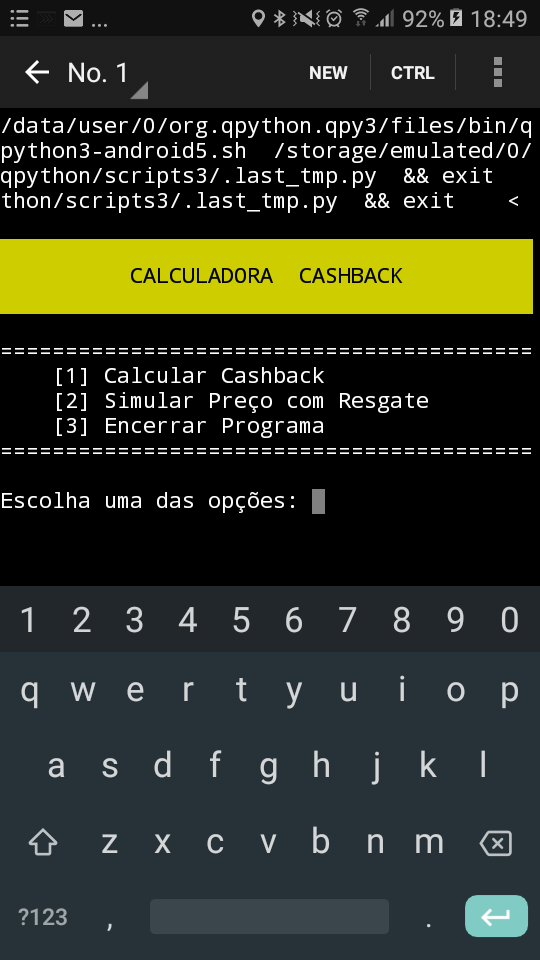 ... 92% 18:49
No. 1 NEW CTRL
/data/user/0/org.qpython.qpy3/files/bin/q
python3-android5.sh  /storage/emulated/0/
qpython/scripts3/.last_tmp.py  && exit
thon/scripts3/.last_tmp.py  && exit    <
CALCULADORA  CASHBACK
=========================================
[1] Calcular Cashback
[2] Simular Preço com Resgate
[3] Encerrar Programa
=========================================
Escolha uma das opções:
1 2 3 4 5 6 7 8 9 0
q w e r t y u i o p
a s d f g h j k l
z x c v b n m
?123 , .